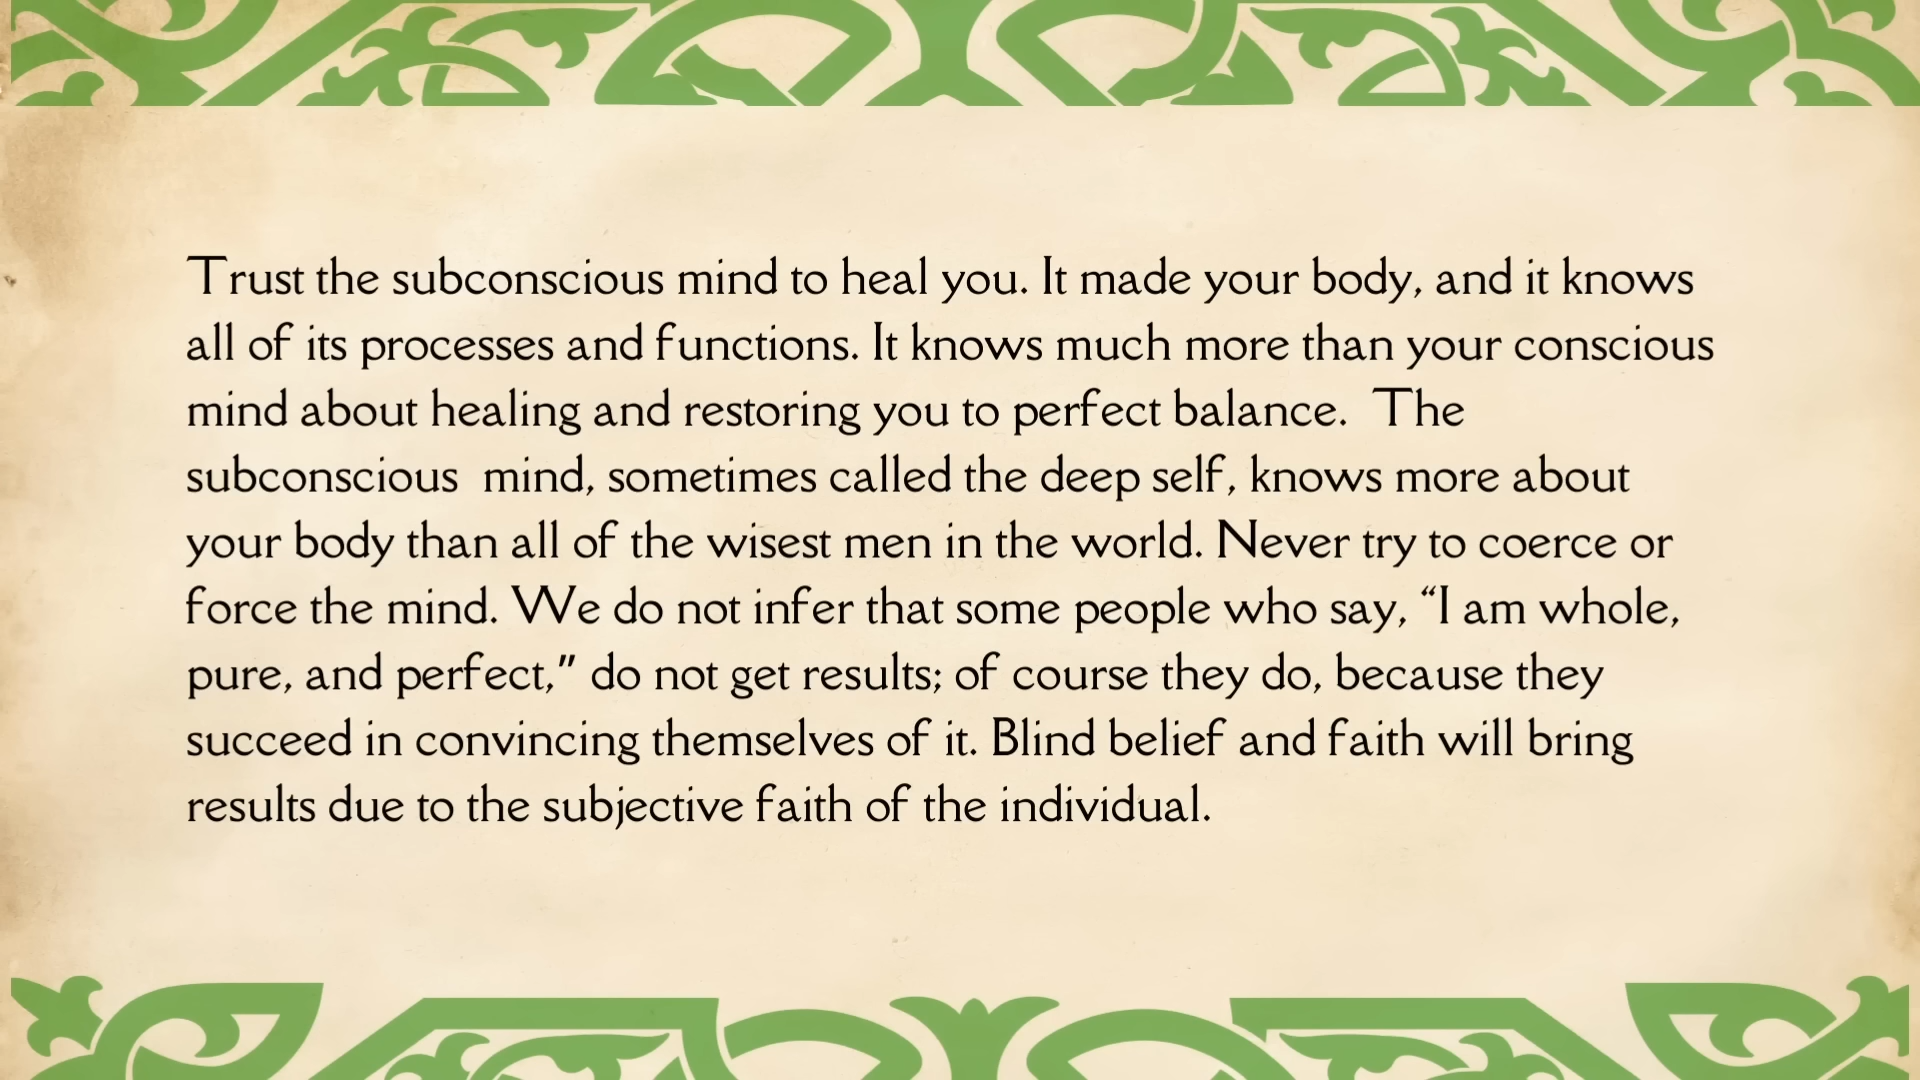 Trust the subconscious mind to heal you. It made your body, and it knows
all of its processes and functions. It knows much more than your conscious
mind about healing and restoring you to perfect balance.  The
subconscious  mind, sometimes called the deep self, knows more about
your body than all of the wisest men in the world. Never try to coerce or
force the mind. We do not infer that some people who say, “I am whole,
pure, and perfect,” do not get results; of course they do, because they
succeed in convincing themselves of it. Blind belief and faith will bring
results due to the subjective faith of the individual.